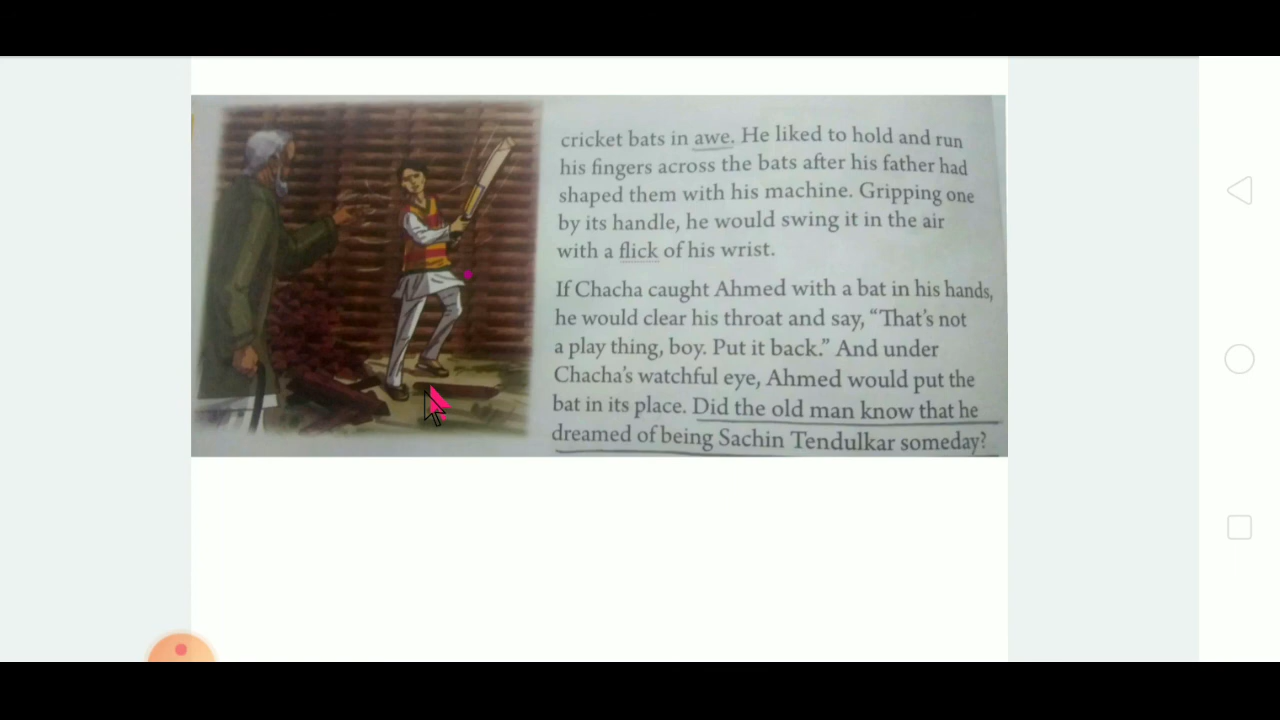 cricket bats in awe. He liked to hold and run
his fingers across the bats after his father had
shaped them with his machine. Gripping one
by its handle, he would swing it in the air
with a flick of his wrist.
If Chacha caught Ahmed with a bat in his hands,
he would clear his throat and say, “That’s not
a play thing, boy. Put it back.” And under
Chacha’s watchful eye, Ahmed would put the
bat in its place. Did the old man know that he
dreamed of being Sachin Tendulkar someday?